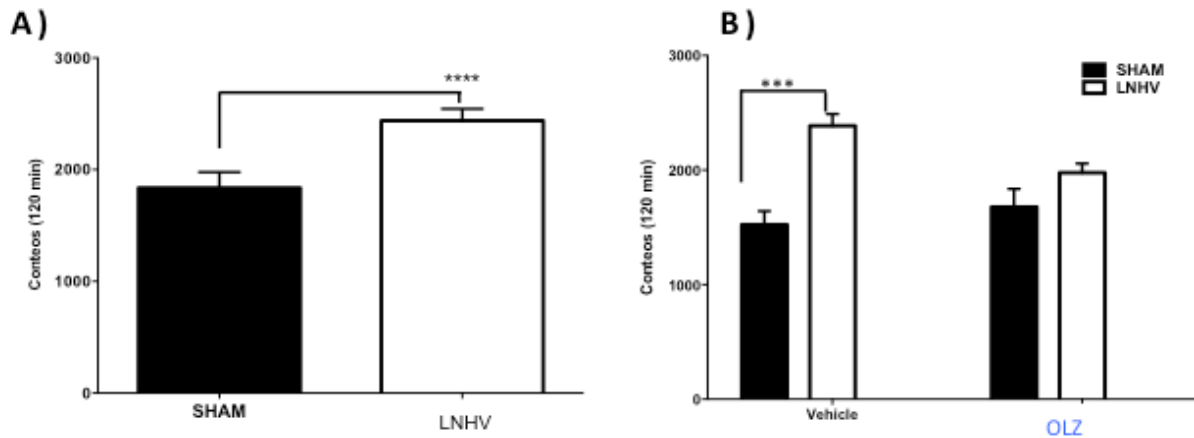 A )
3000
2000
1000
0
Conteos (120 min)
****
SHAM
LNHV
B )
3000
2000
1000
0
Conteos (120 min)
***
SHAM
LNHV
Vehicle
OLZ